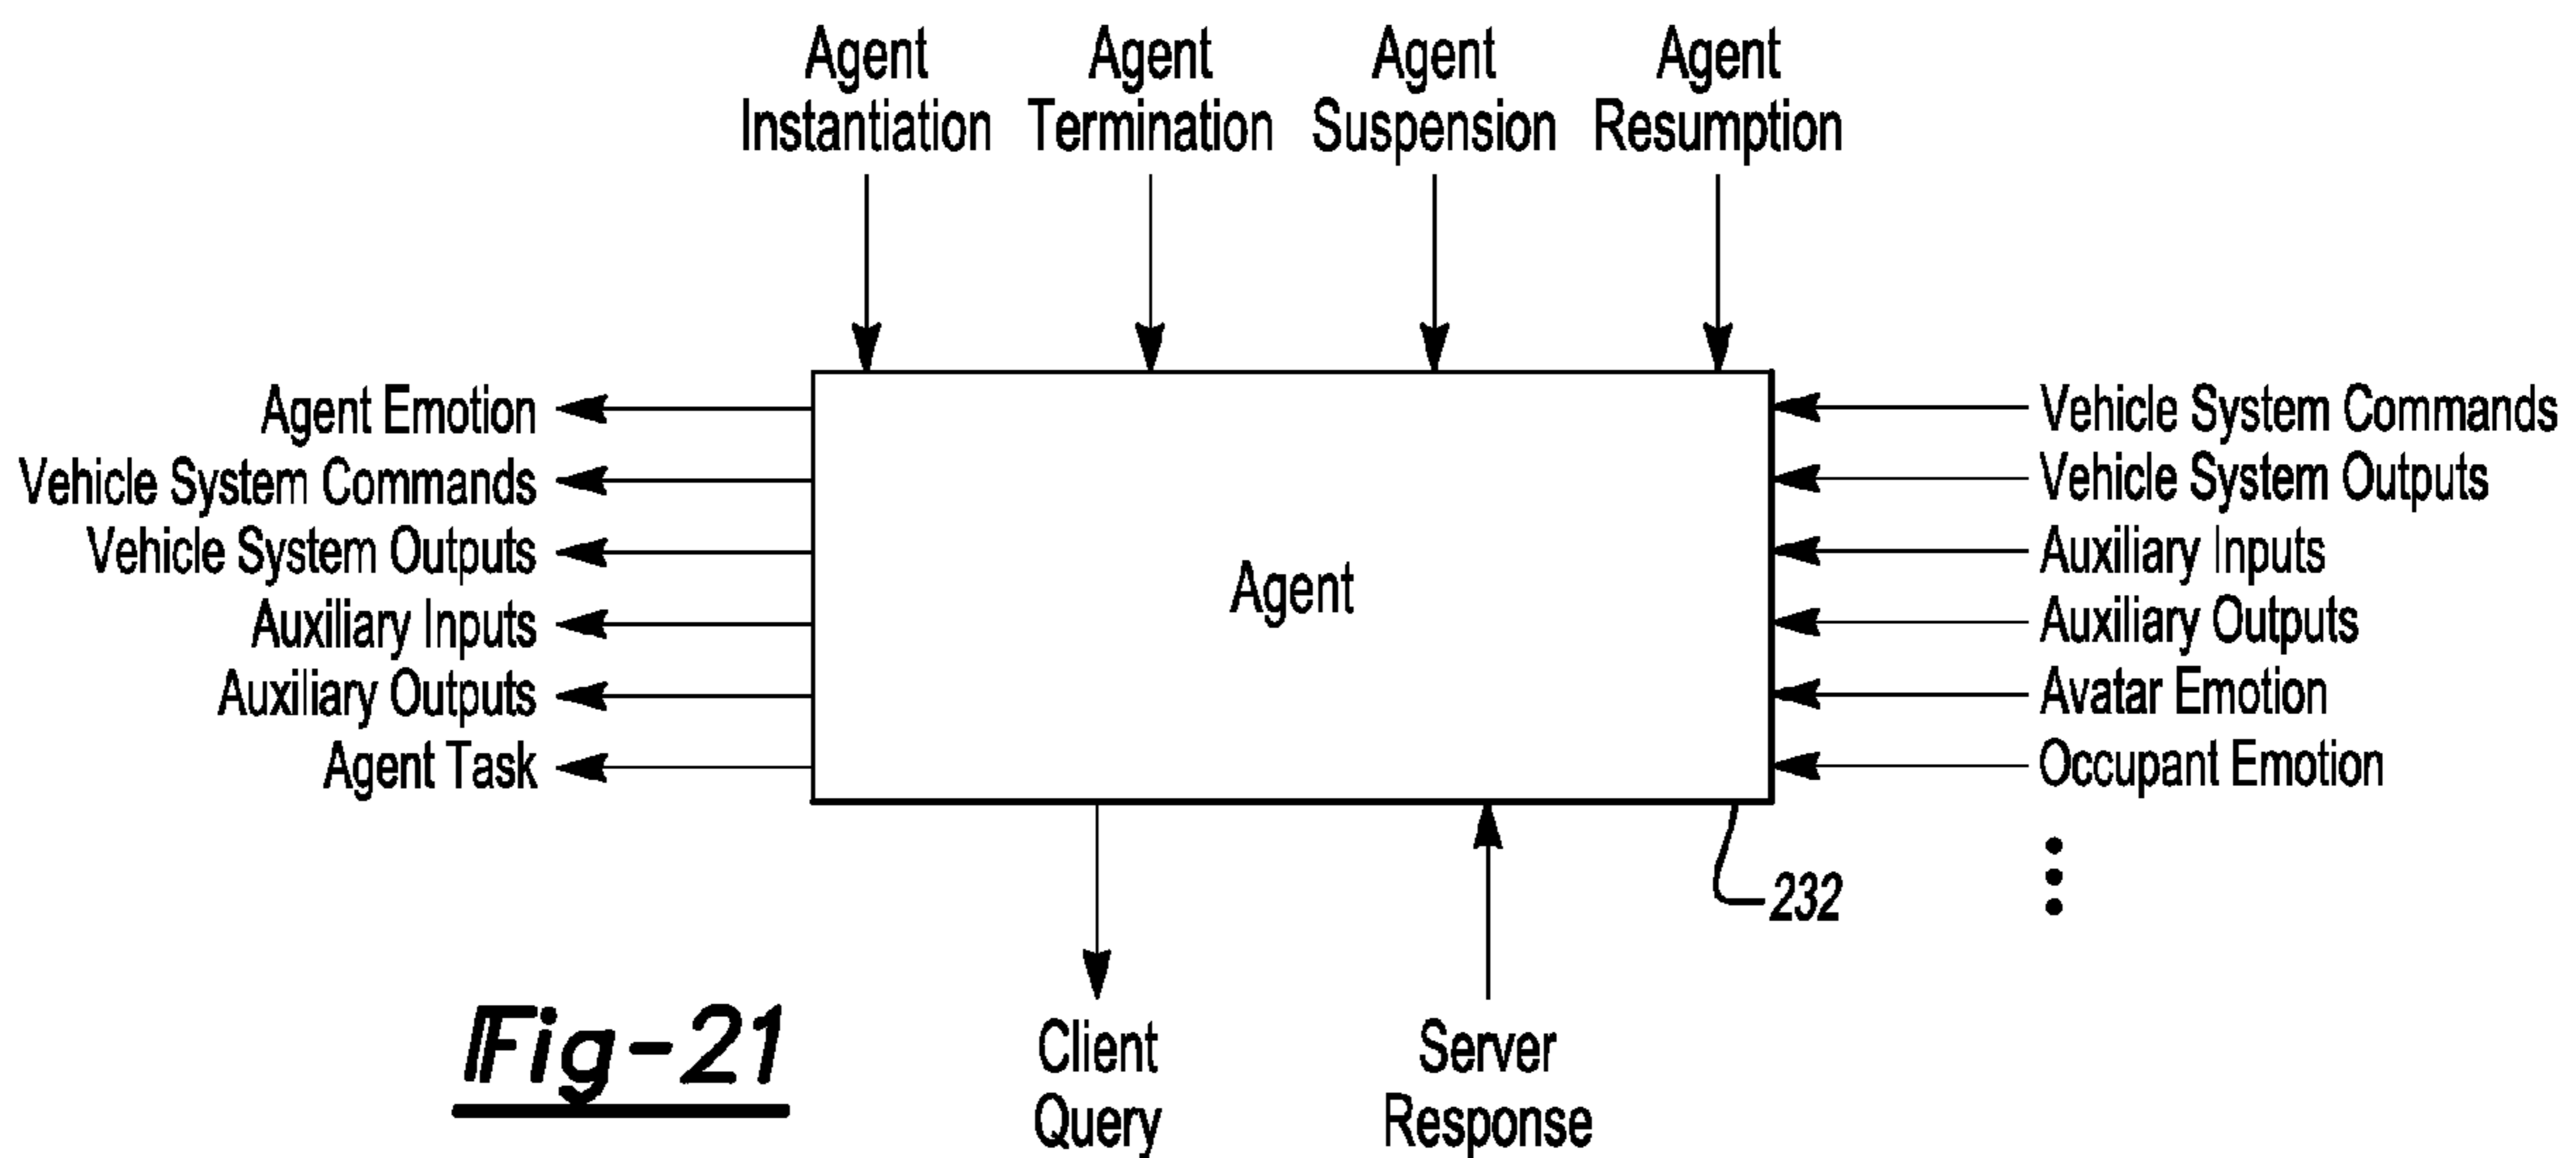 Agent Agent Agent Agent
Instantiation Termination Suspension Resumption
Agent Emotion
Vehicle System Commands
Vehicle System Outputs
Auxiliary Inputs
Auxiliary Outputs
Agent Task
Agent
Vehicle System Commands
Vehicle System Outputs
Auxiliary Inputs
Auxiliary Outputs
Avatar Emotion
Occupant Emotion
232
Client
Query
Server
Response
Fig-21